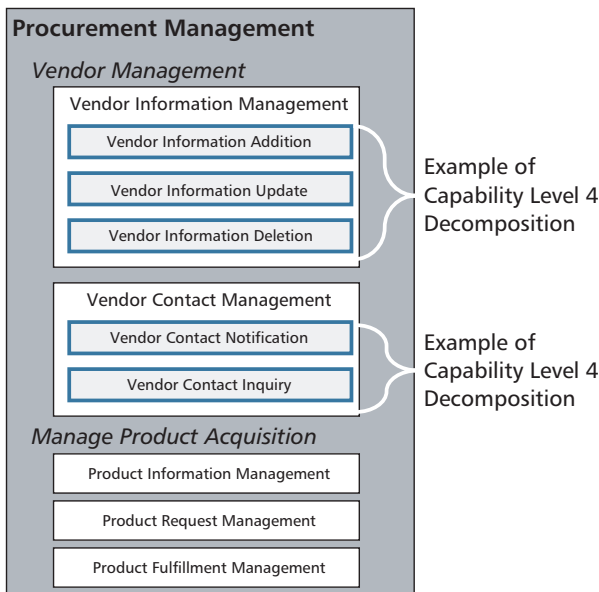 Procurement Management
Vendor Management
Vendor Information Management
Vendor Information Addition
Vendor Information Update
Vendor Information Deletion
Example of
Capability Level 4
Decomposition
Vendor Contact Management
Vendor Contact Notification
Vendor Contact Inquiry
Example of
Capability Level 4
Decomposition
Manage Product Acquisition
Product Information Management
Product Request Management
Product Fulfillment Management